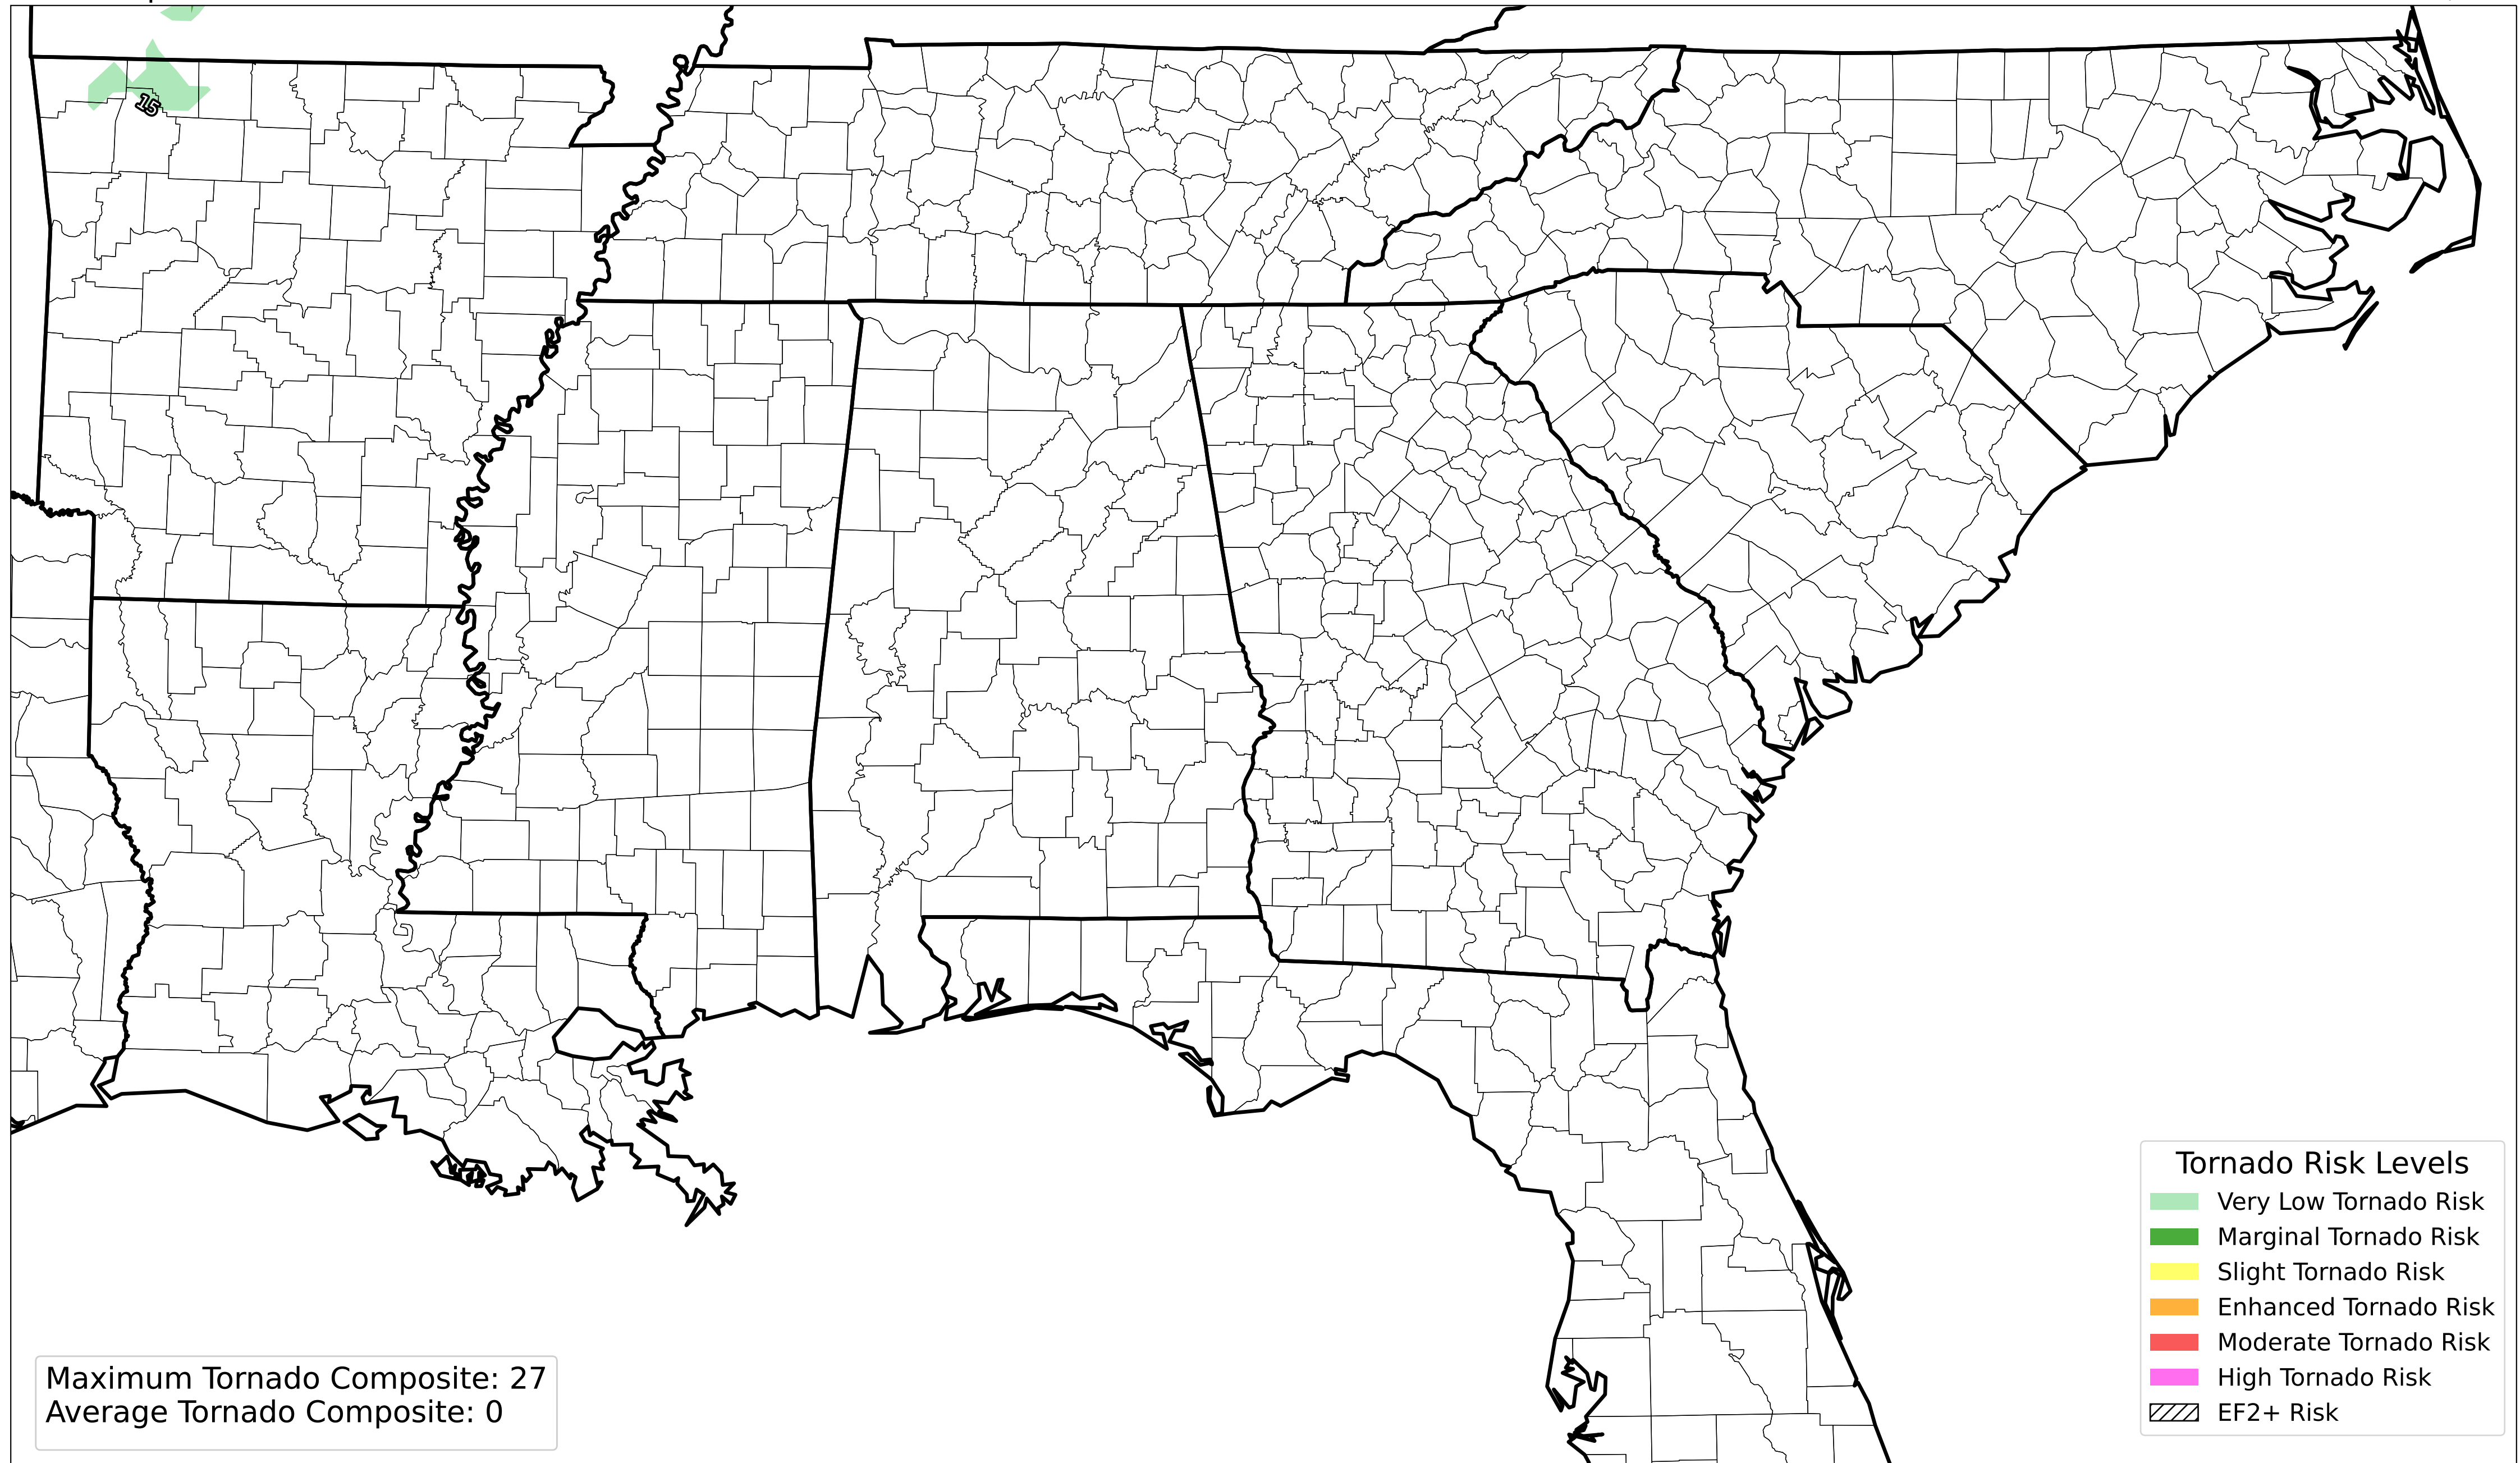 15
Tornado Risk Levels
Very Low Tornado Risk
Marginal Tornado Risk
Slight Tornado Risk
Enhanced Tornado Risk
Moderate Tornado Risk
High Tornado Risk
EF2+ Risk
Maximum Tornado Composite: 27
Average Tornado Composite: 0